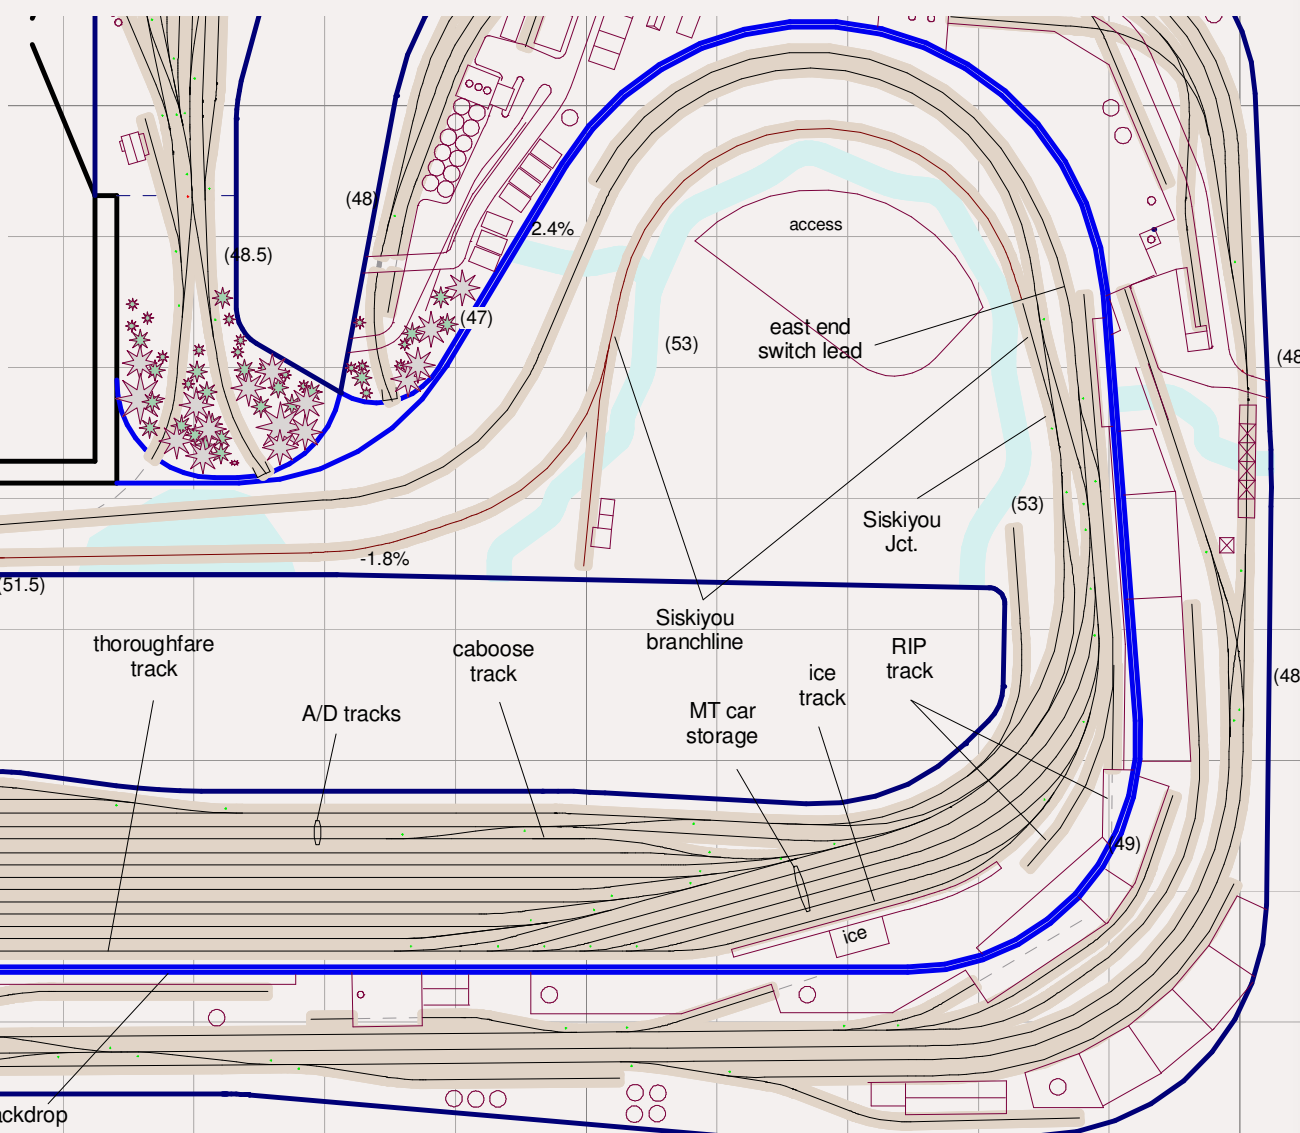 (48)
2.4%
access
(48.5)
(47)
east end
switch lead
(53)
(48
(53)
Siskiyou
Jct.
-1.8%
(51.5)
Siskiyou
branchline
thoroughfare
track
caboose
track
RIP
track
ice
track
(48
A/D tracks
MT car
storage
(49)
ice
ackdrop